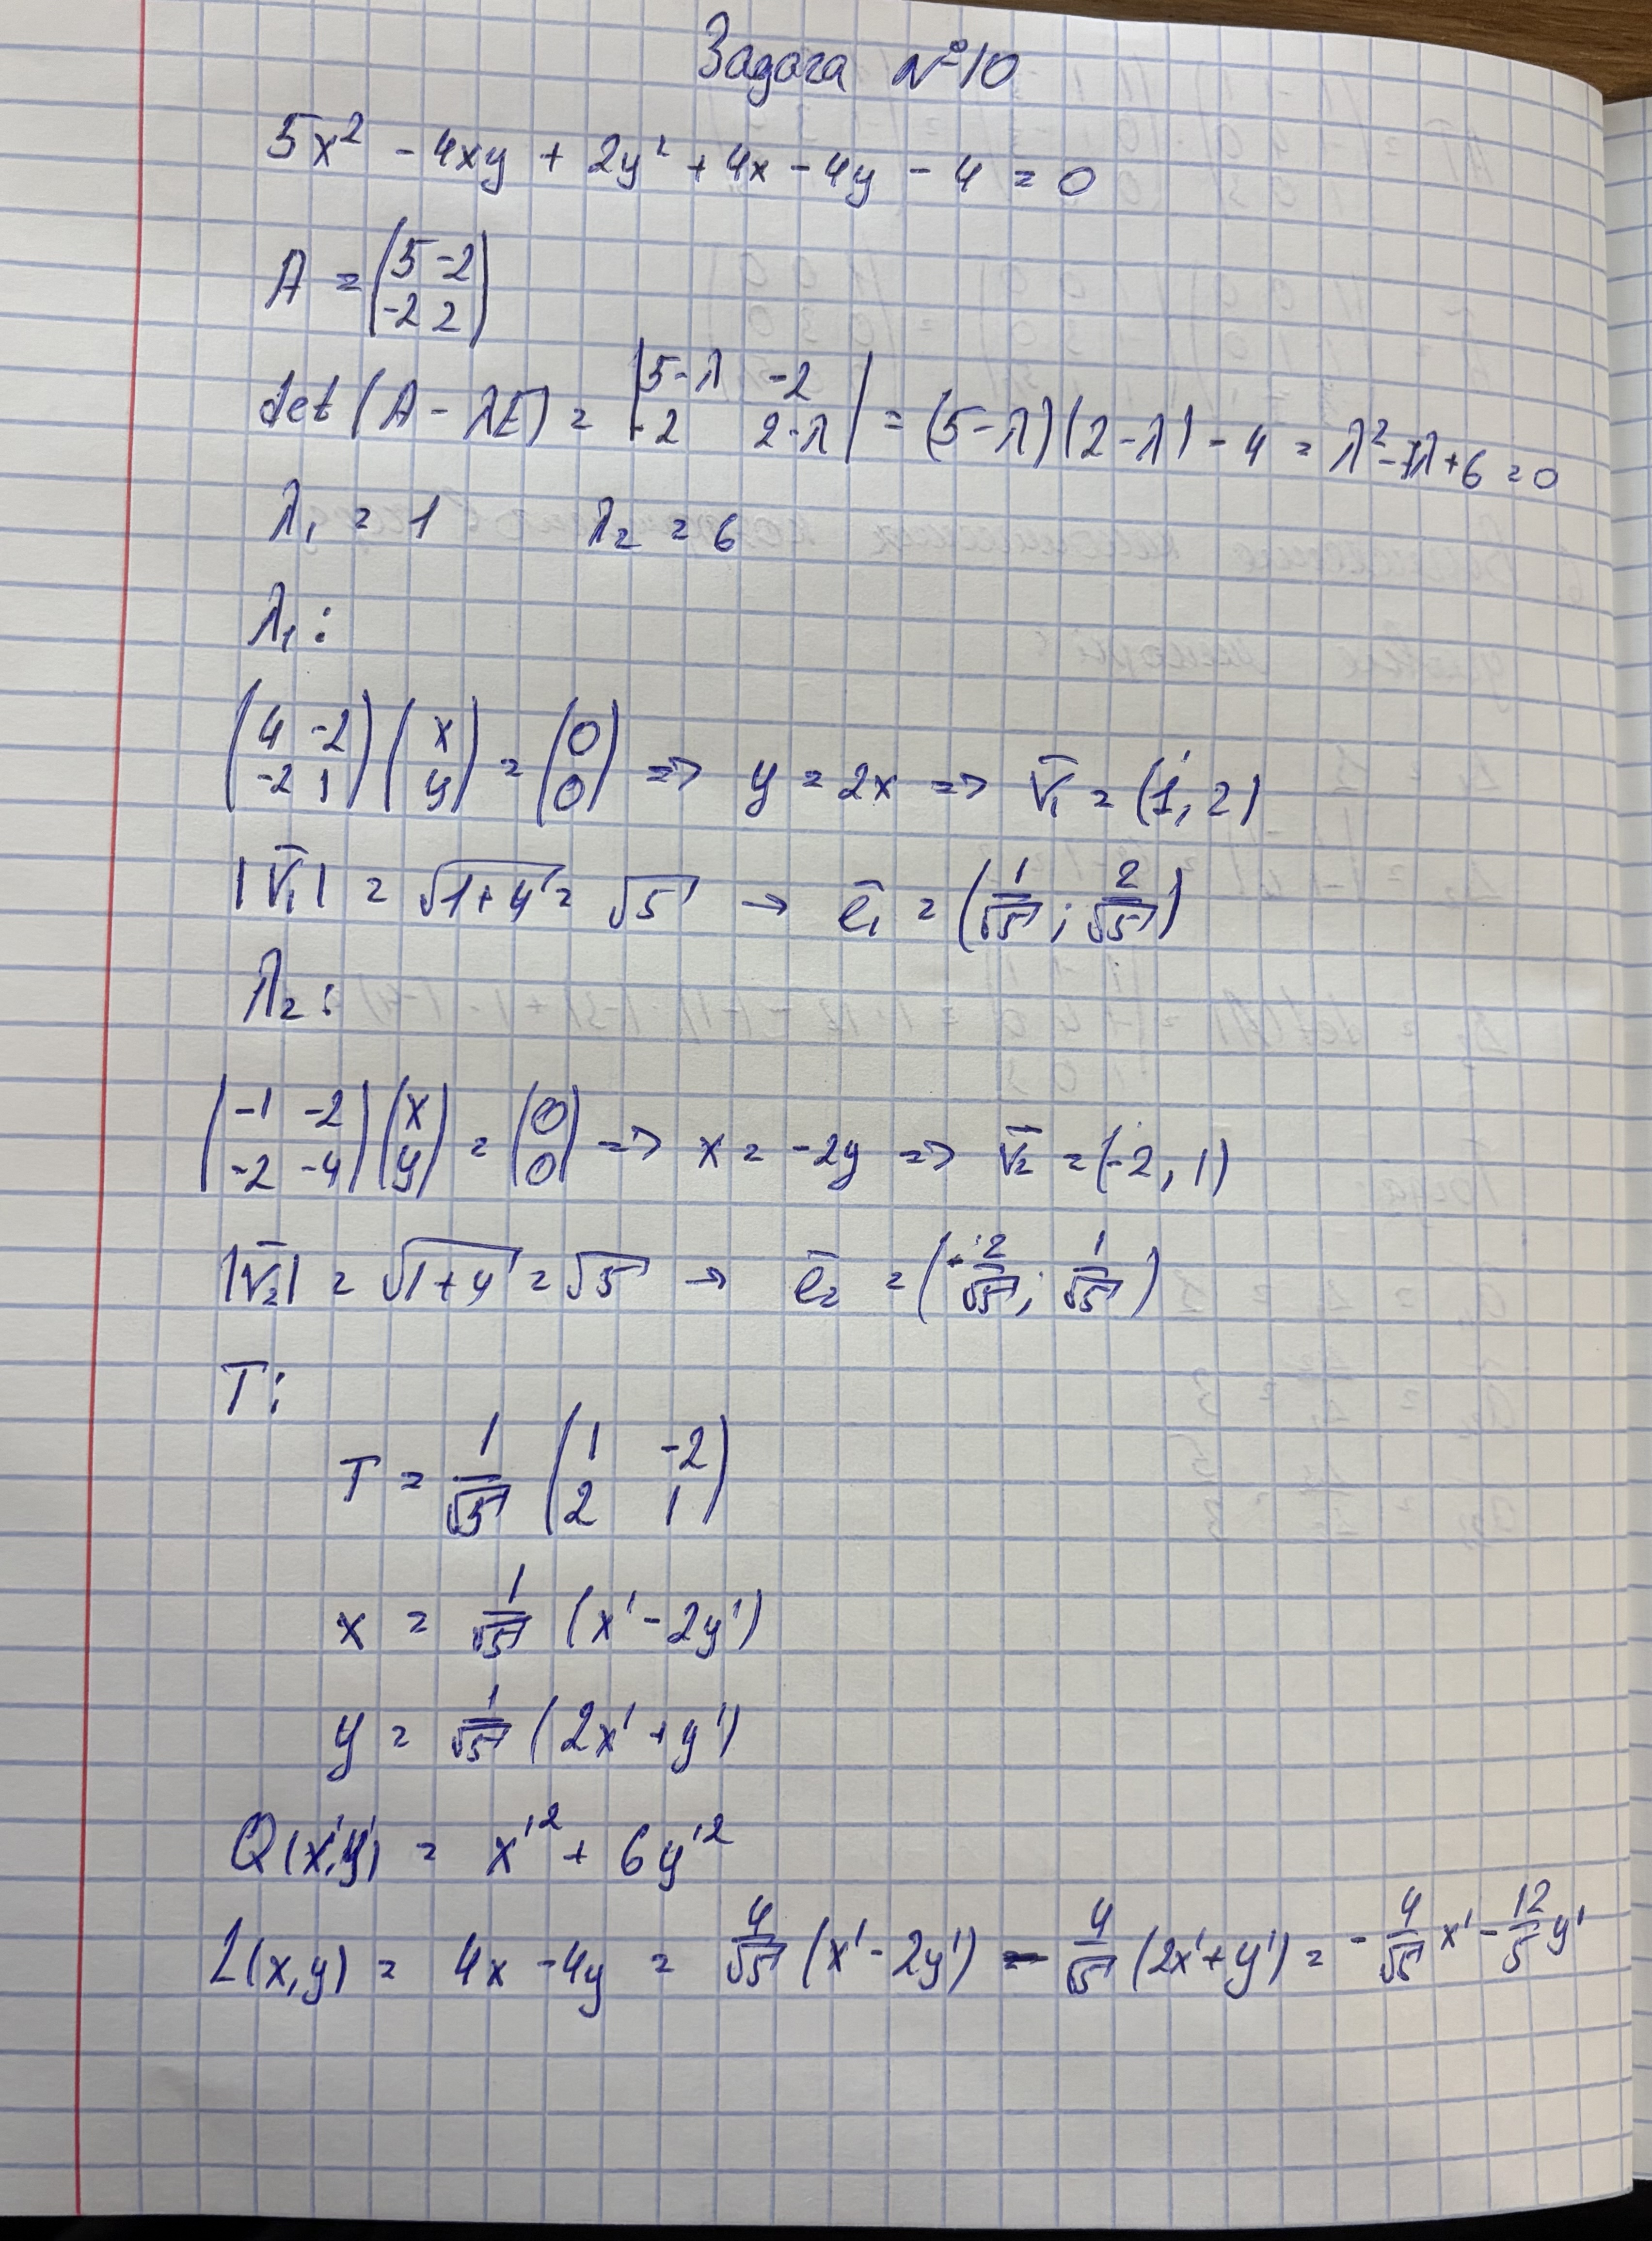 Задача №10
5x² - 4xy + 2y² + 4x - 4y - 4 = 0
A = (5 -2
-2 2)
det(A - λE) = |5-λ -2
-2 2-λ| = (5-λ)(2-λ) - 4 = λ² - 7λ + 6 = 0
λ₁ = 1 λ₂ = 6
λ₁:
(4 -2
-2 1) (x
y) = (0
0) => y = 2x => v̄₁ = (1, 2)
|v̄₁| = √(1+4) = √5 → ē₁ = (1/√5; 2/√5)
λ₂:
(-1 -2
-2 -4) (x
y) = (0
0) => x = -2y => v̄₂ = (-2, 1)
|v̄₂| = √(1+4) = √5 → ē₂ = (-2/√5; 1/√5)
T:
T = 1/√5 (1 -2
2 1)
x = 1/√5 (x' - 2y')
y = 1/√5 (2x' + y')
Q(x',y') = x'² + 6y'²
L(x,y) = 4x - 4y = 4/√5 (x' - 2y') - 4/√5 (2x' + y') = -4/√5 x' - 12/5 y'